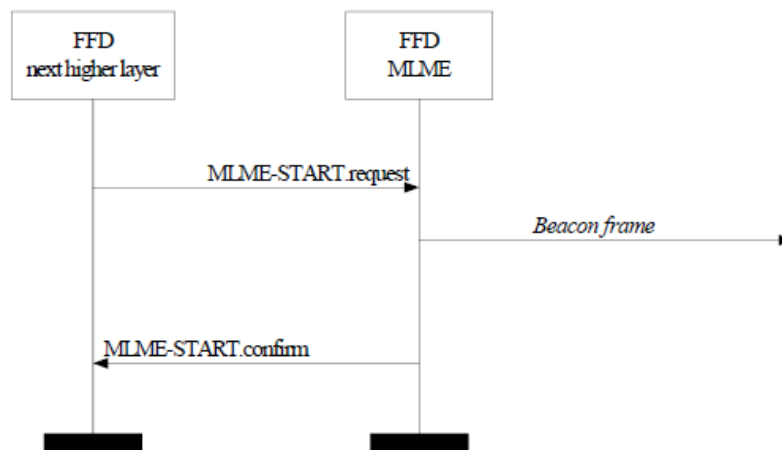 FFD
next higher layer
FFD
MLME
MLME-START.request
Beacon frame
MLME-START.confirm